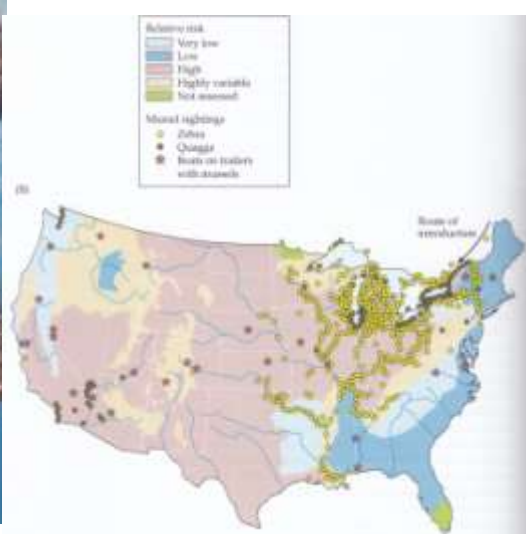 Relative risk
Very low
Low
High
Highly variable
Not assessed
Mussel sightings
Zebra
Quagga
Boats on trailers
with mussels
(B)
Route of
introduction